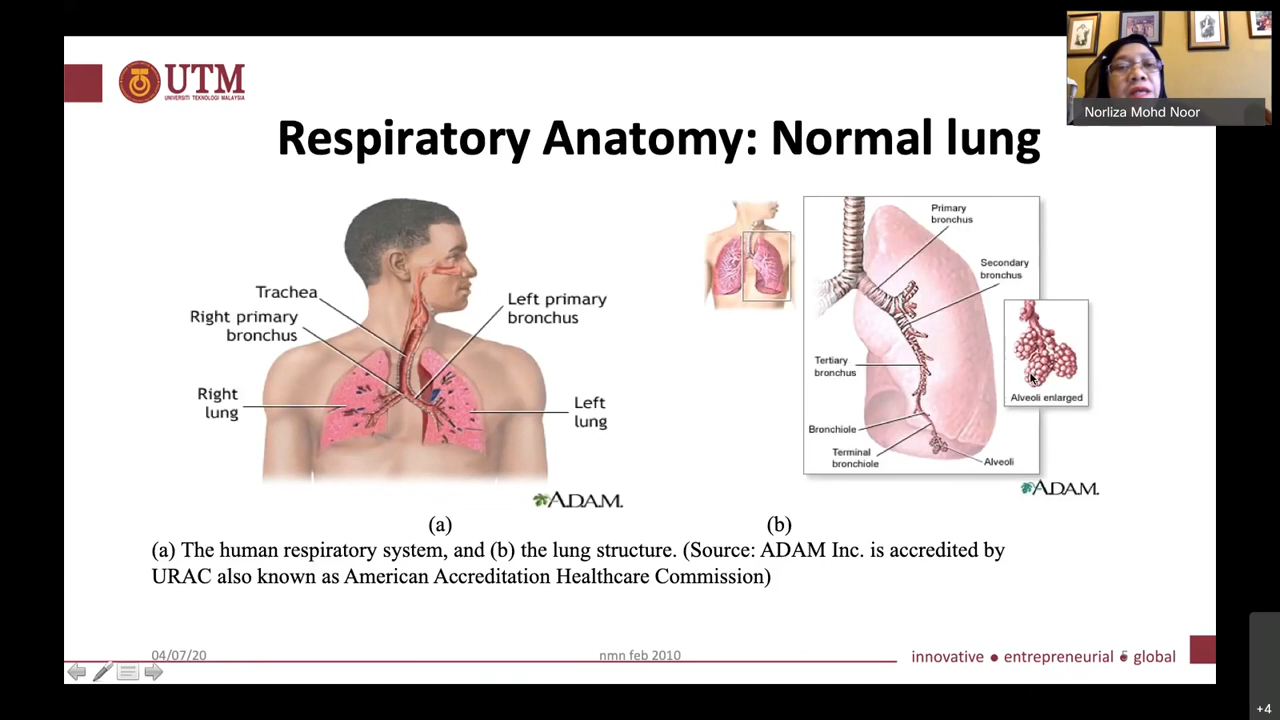 Norliza Mohd Noor
UTM
UNIVERSITI TEKNOLOGI MALAYSIA
Respiratory Anatomy: Normal lung
Trachea
Right primary
bronchus
Left primary
bronchus
Right
lung
Left
lung
ADAM.
Primary
bronchus
Secondary
bronchus
Tertiary
bronchus
Bronchiole
Terminal
bronchiole
Alveoli
Alveoli enlarged
ADAM.
(a)
(b)
(a) The human respiratory system, and (b) the lung structure. (Source: ADAM Inc. is accredited by
URAC also known as American Accreditation Healthcare Commission)
04/07/20
nmn feb 2010
innovative ● entrepreneurial ● global
5
+4